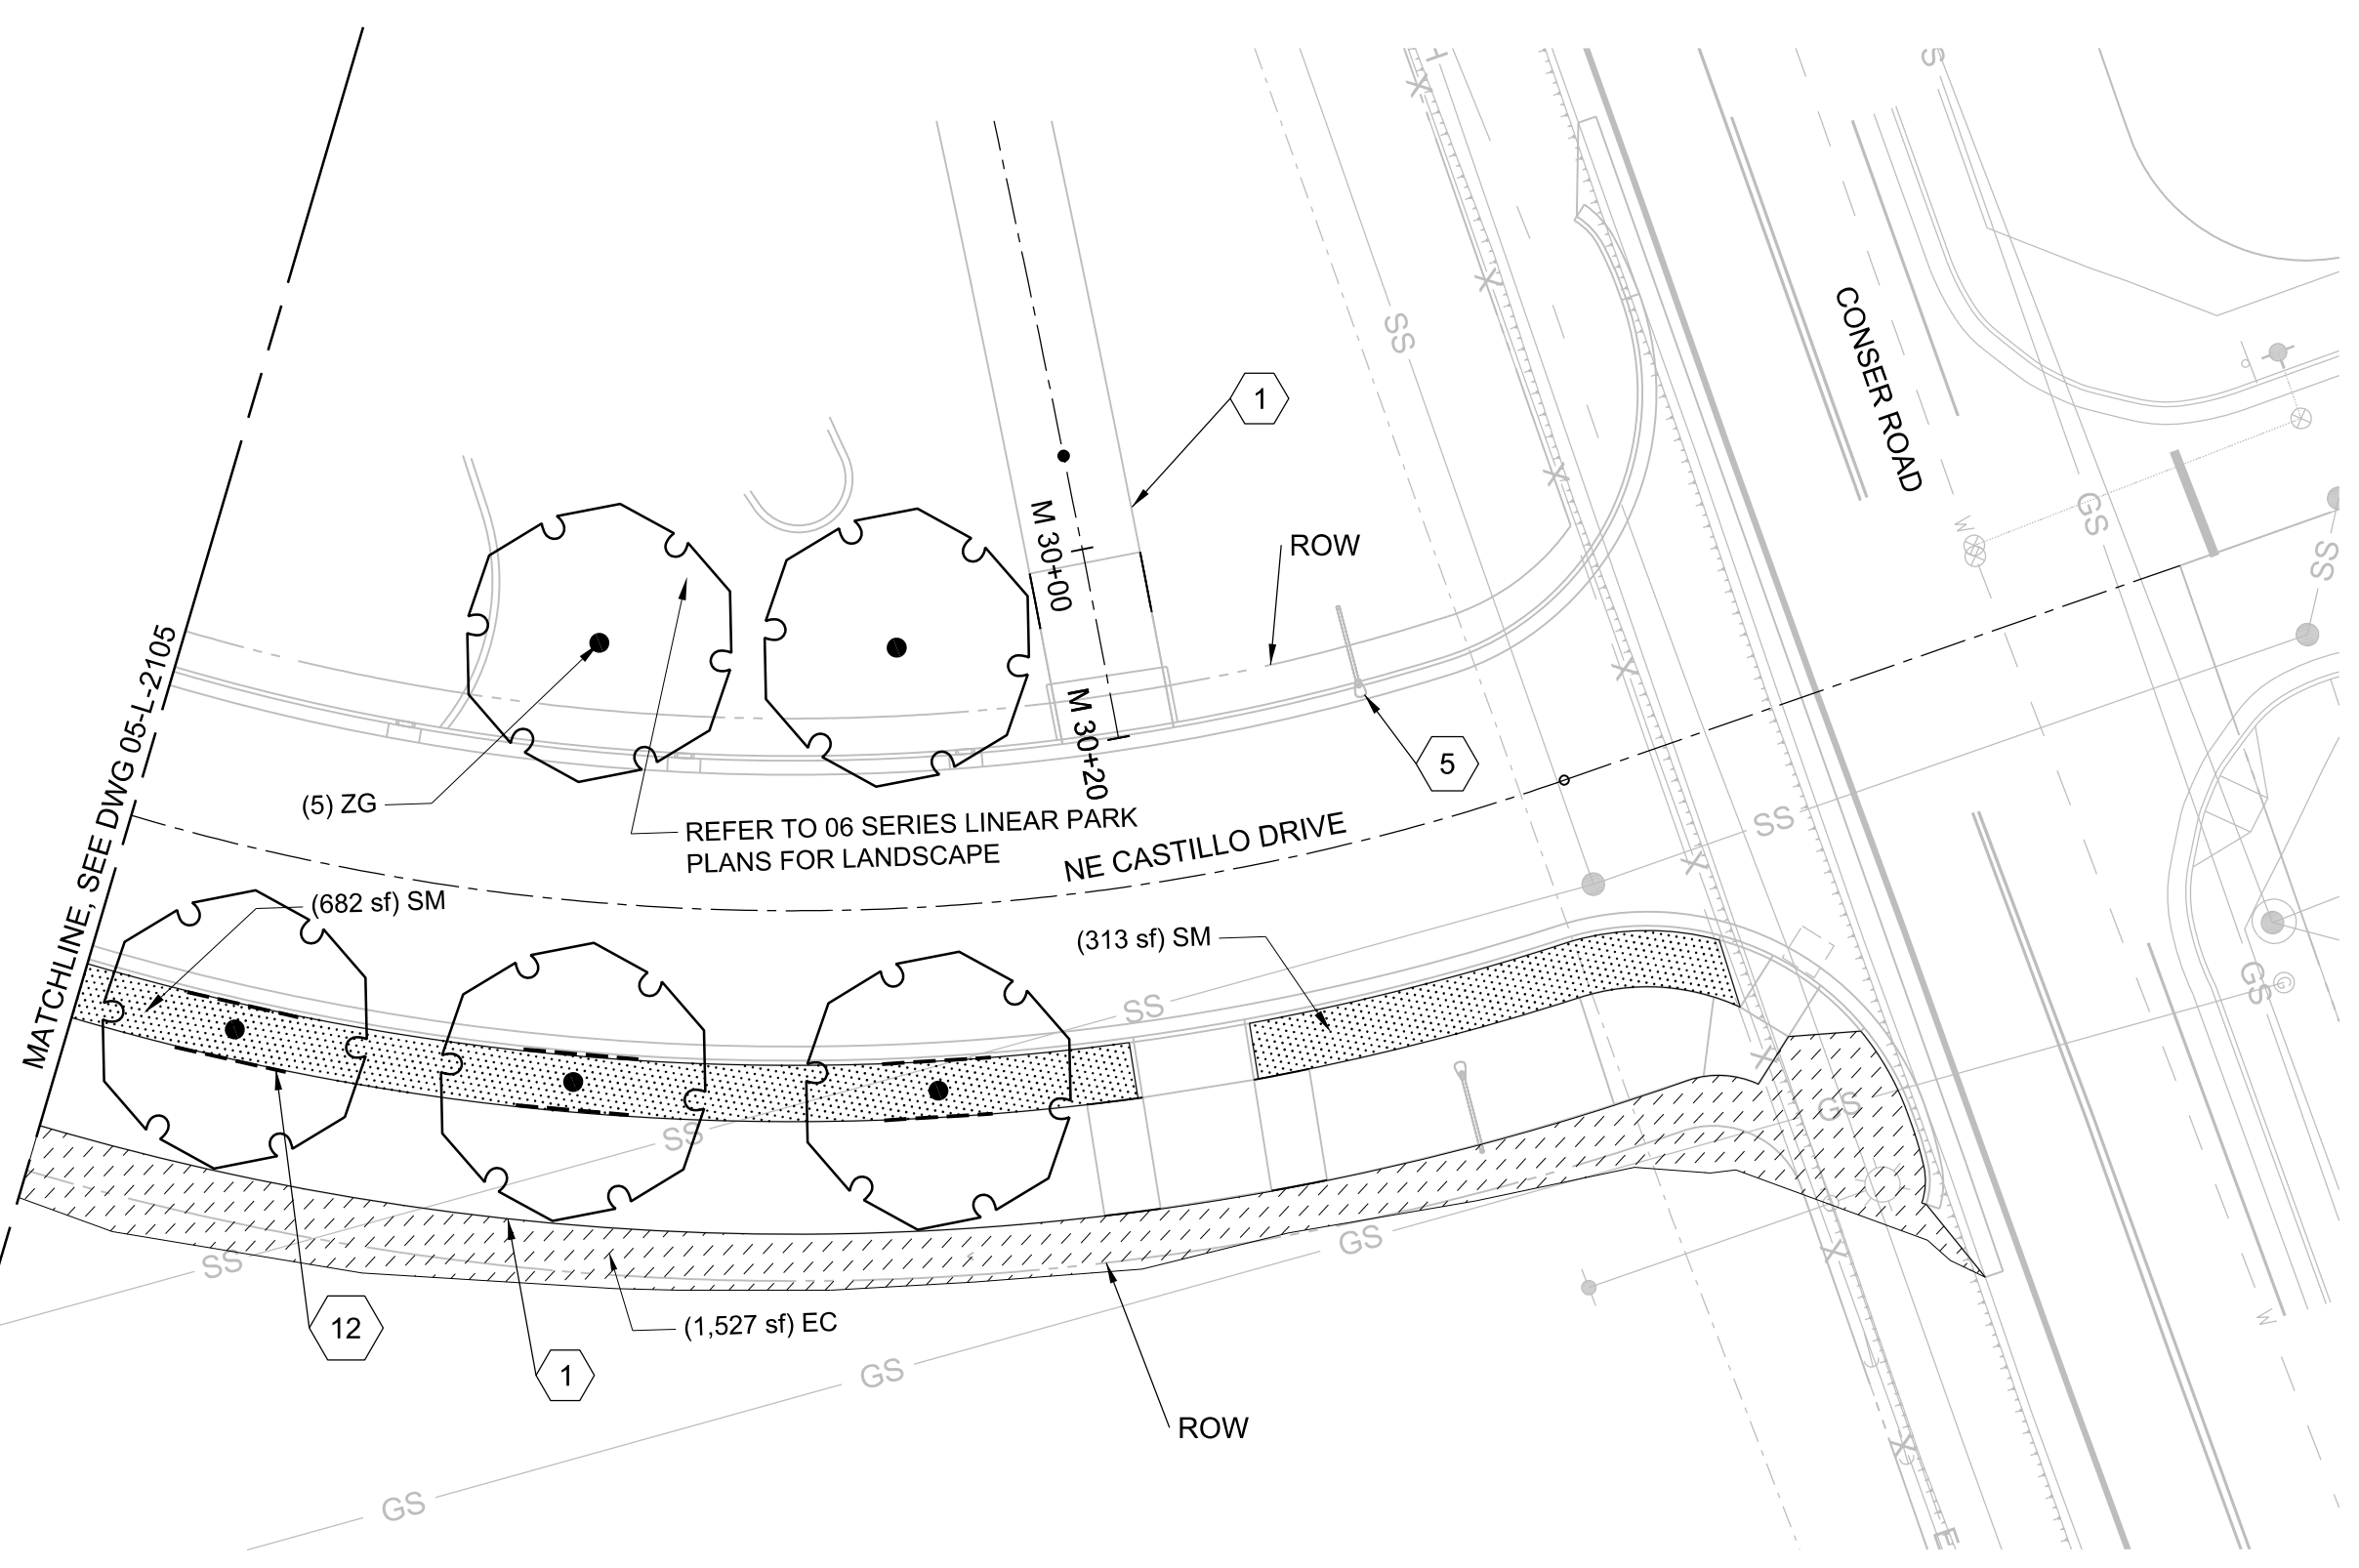 S
CONSER ROAD
SS
X
X
X
1
M 30+00
ROW
GS
W
SS
MATCHLINE, SEE DWG 05-L-2105
X
M 30+20
5
(5) ZG
REFER TO 06 SERIES LINEAR PARK
PLANS FOR LANDSCAPE
NE CASTILLO DRIVE
SS
X
(682 sf) SM
(313 sf) SM
SS
GS
G
X
SS
GS
SS
GS
X
12
(1,527 sf) EC
1
GS
W
ROW
X
GS
E